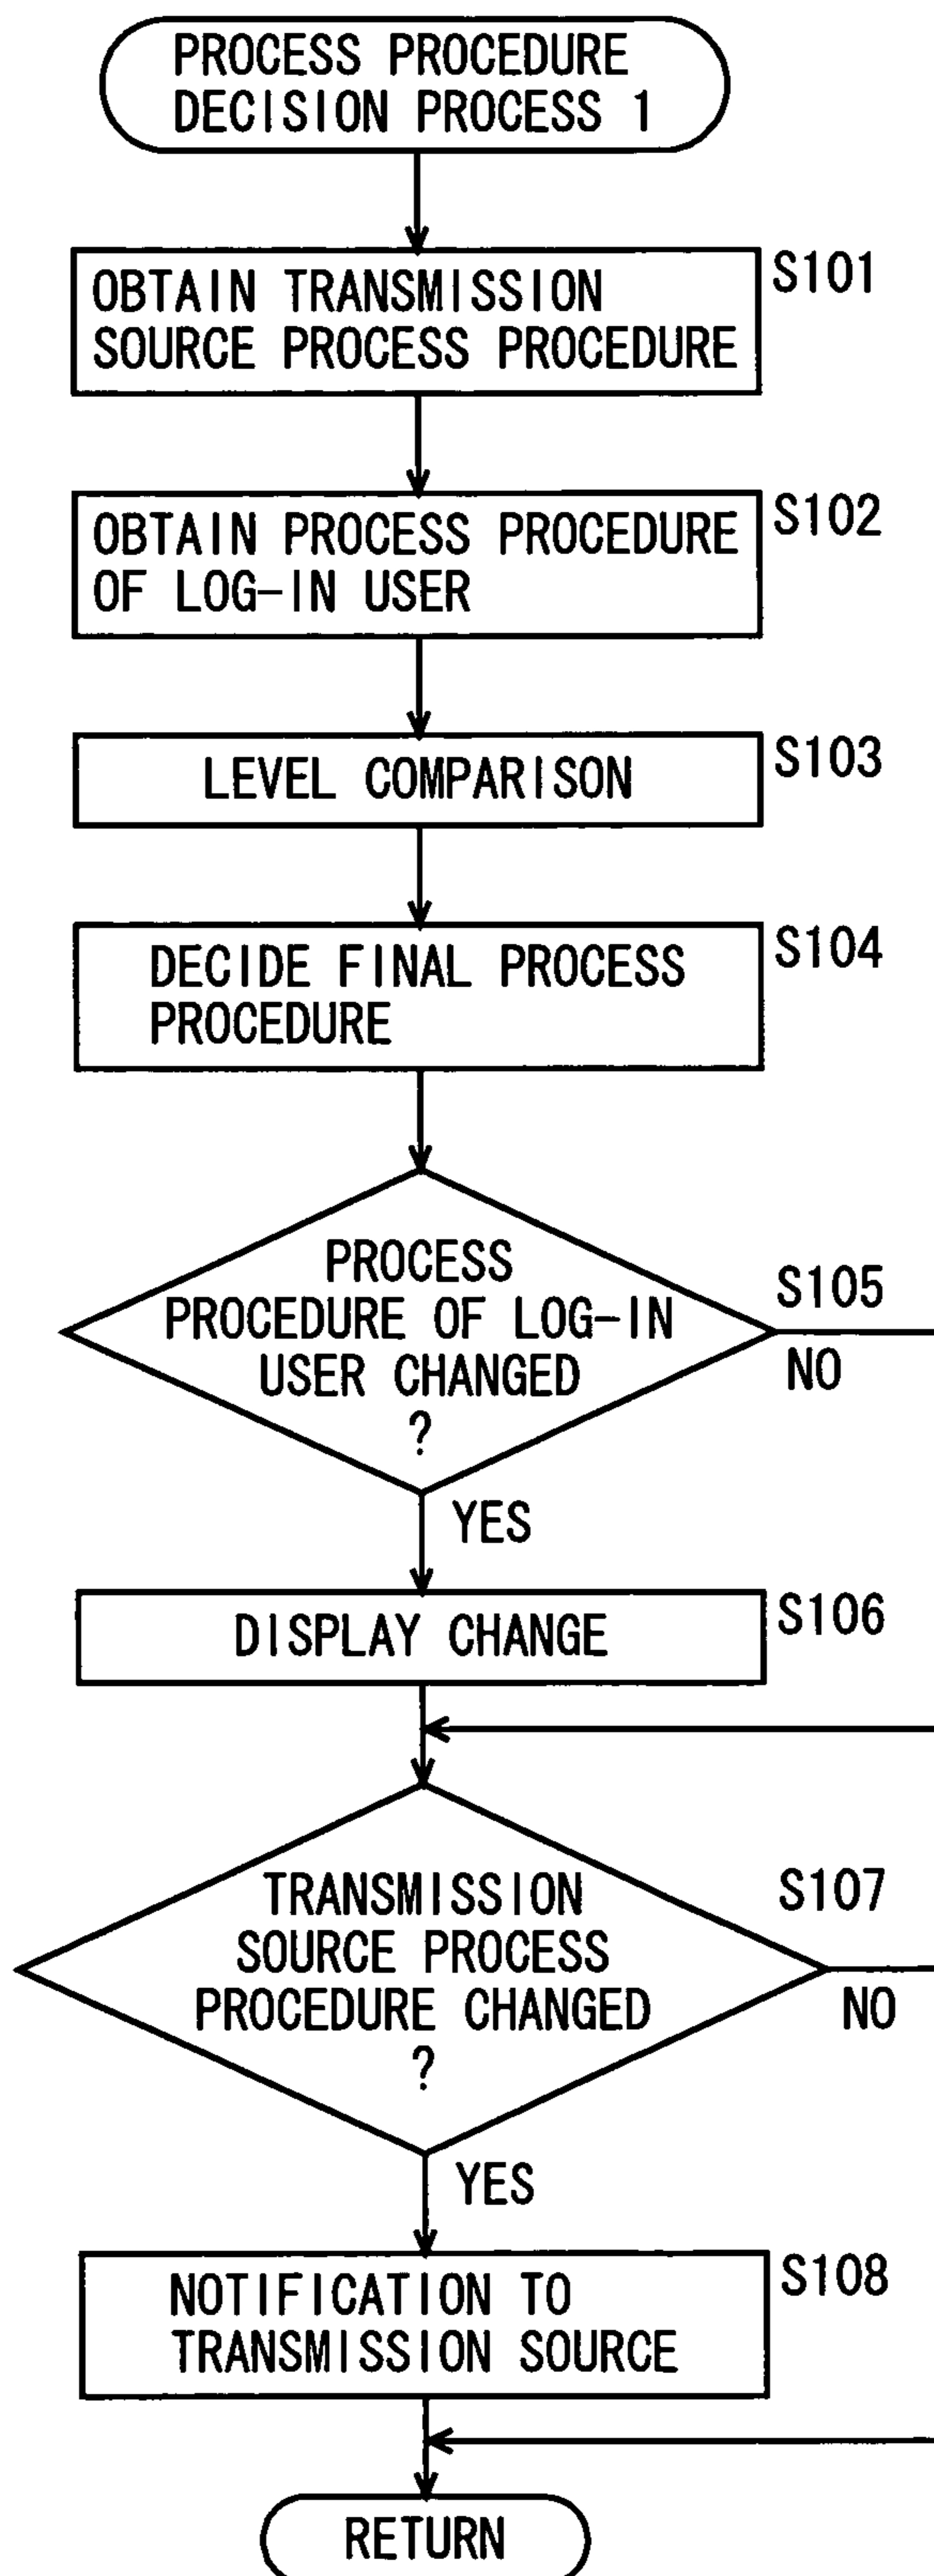 PROCESS PROCEDURE
DECISION PROCESS 1
OBTAIN TRANSMISSION
SOURCE PROCESS PROCEDURE
S101
OBTAIN PROCESS PROCEDURE
OF LOG-IN USER
S102
LEVEL COMPARISON
S103
DECIDE FINAL PROCESS
PROCEDURE
S104
PROCESS
PROCEDURE OF LOG-IN
USER CHANGED
?
S105
NO
YES
DISPLAY CHANGE
S106
TRANSMISSION
SOURCE PROCESS
PROCEDURE CHANGED
?
S107
NO
YES
NOTIFICATION TO
TRANSMISSION SOURCE
S108
RETURN